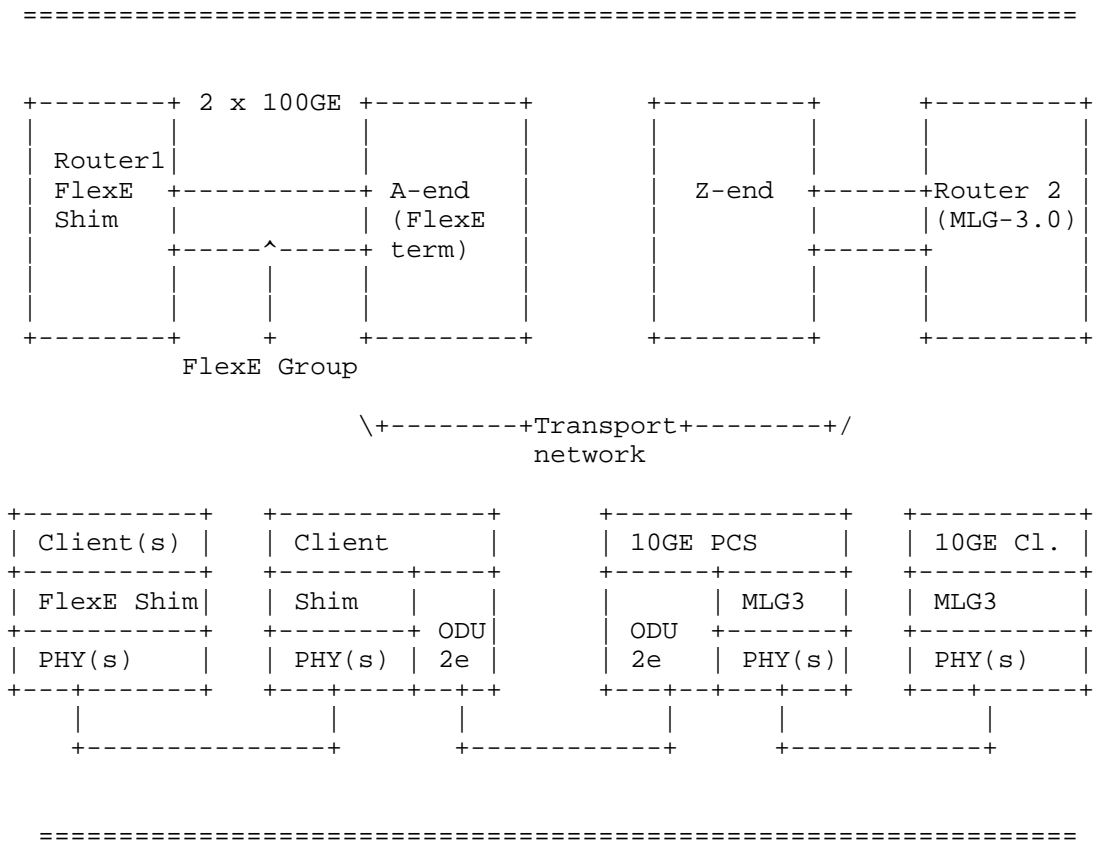 2 x 100GE
Router1
FlexE A-end Z-end Router 2
Shim (FlexE (MLG-3.0)
term)
FlexE Group
Transport
network
Client(s) Client 10GE PCS 10GE Cl.
FlexE Shim Shim MLG3 MLG3
ODU ODU
PHY(s) PHY(s) 2e 2e PHY(s) PHY(s)